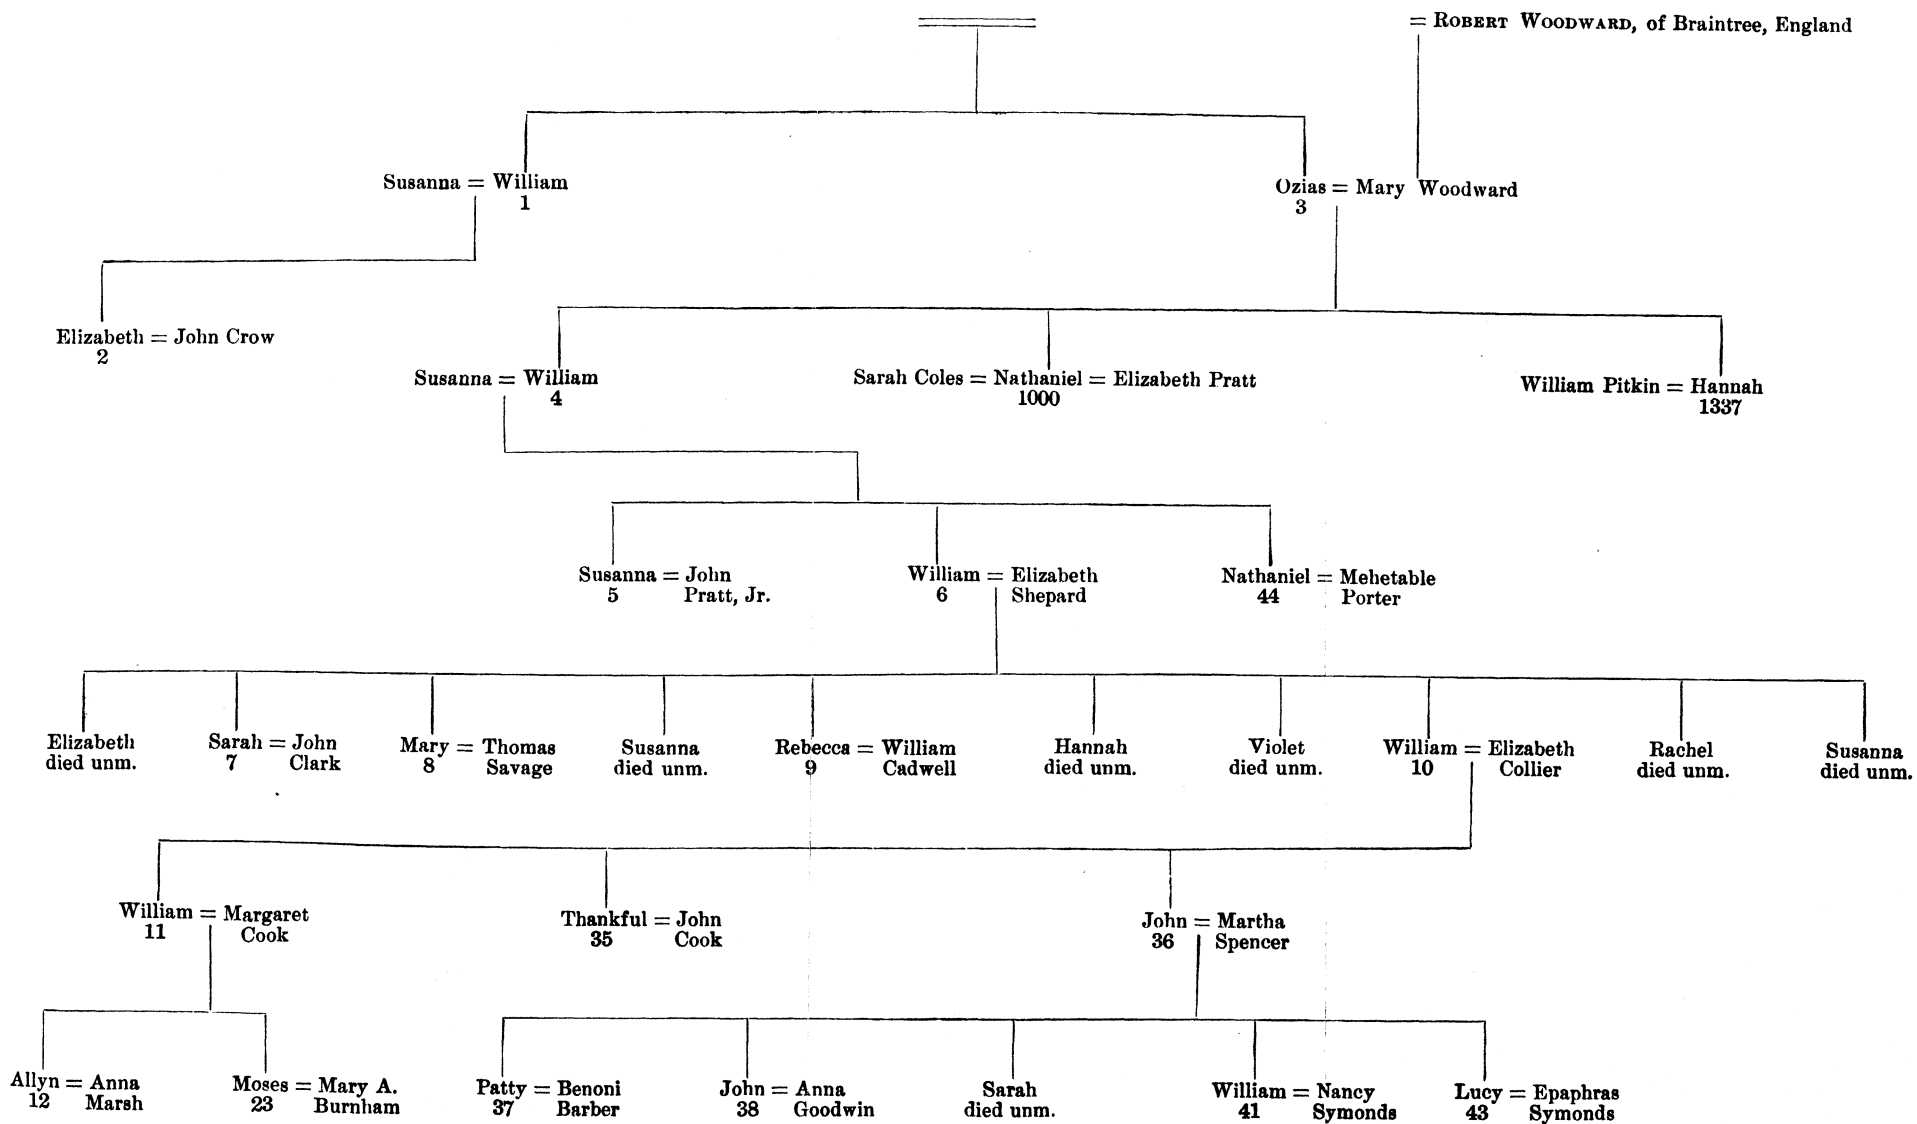 = ROBERT WOODWARD, of Braintree, England
Susanna = William
1
Ozias = Mary Woodward
3
Elizabeth = John Crow
2
Susanna = William
4
Sarah Coles = Nathaniel = Elizabeth Pratt
1000
William Pitkin = Hannah
1337
Susanna = John
5 Pratt, Jr.
William = Elizabeth
6 Shepard
Nathaniel = Mehetable
44 Porter
Elizabeth
died unm.
Sarah = John
7 Clark
Mary = Thomas
8 Savage
Susanna
died unm.
Rebecca = William
9 Cadwell
Hannah
died unm.
Violet
died unm.
William = Elizabeth
10 Collier
Rachel
died unm.
Susanna
died unm.
William = Margaret
11 Cook
Thankful = John
35 Cook
John = Martha
36 Spencer
Allyn = Anna
12 Marsh
Moses = Mary A.
23 Burnham
Patty = Benoni
37 Barber
John = Anna
38 Goodwin
Sarah
died unm.
William = Nancy
41 Symonds
Lucy = Epaphras
43 Symonds